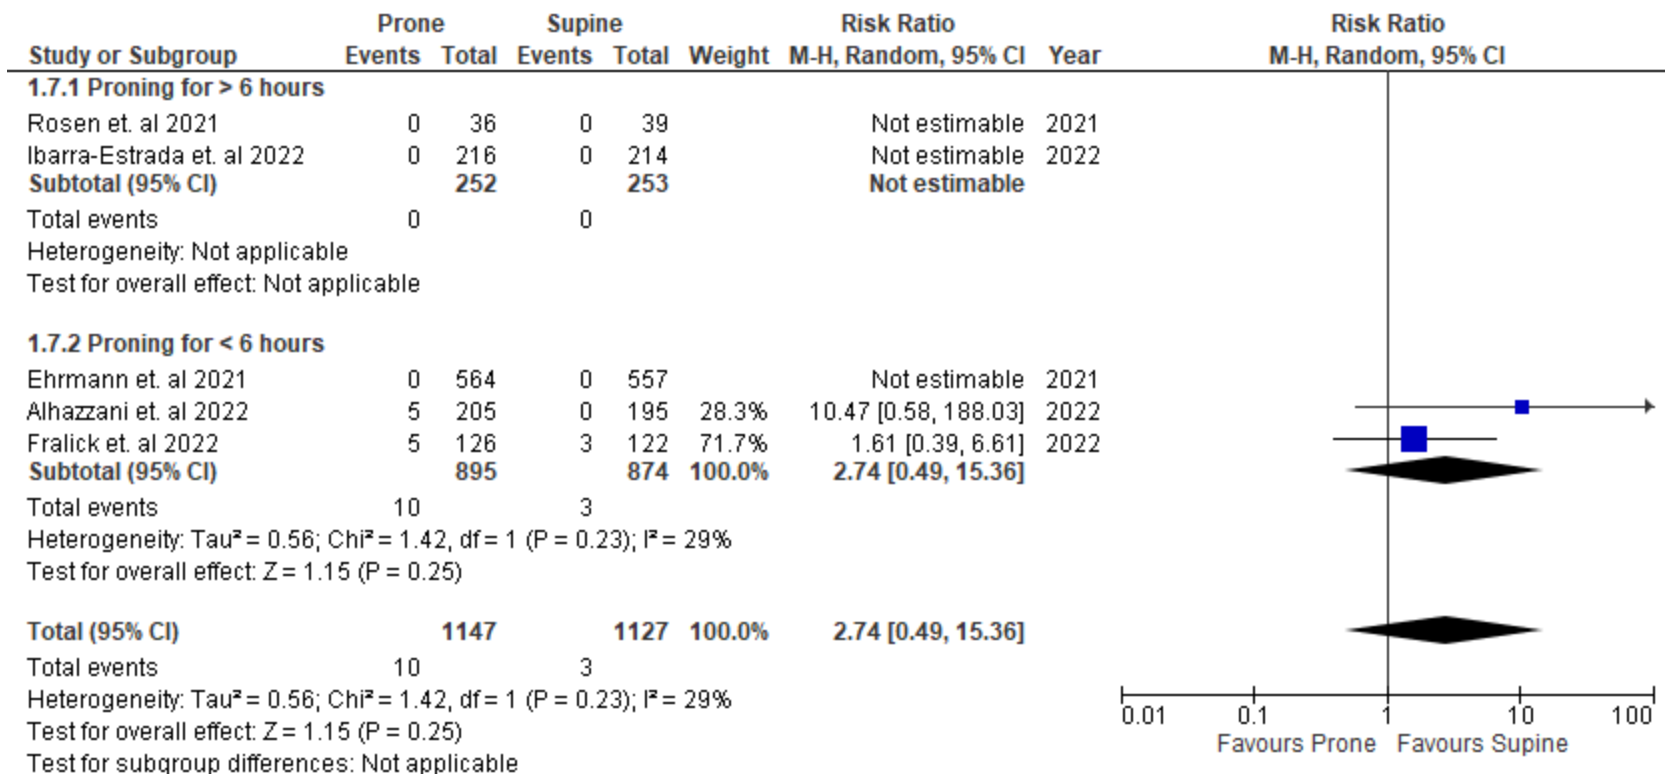 Prone Supine Risk Ratio Risk Ratio
Study or Subgroup Events Total Events Total Weight M-H, Random, 95% CI Year M-H, Random, 95% CI
1.7.1 Proning for > 6 hours
Rosen et. al 2021 0 36 0 39 Not estimable 2021
Ibarra-Estrada et. al 2022 0 216 0 214 Not estimable 2022
Subtotal (95% CI) 252 253 Not estimable
Total events 0 0
Heterogeneity: Not applicable
Test for overall effect: Not applicable
1.7.2 Proning for < 6 hours
Ehrmann et. al 2021 0 564 0 557 Not estimable 2021
Alhazzani et. al 2022 5 205 0 195 28.3% 10.47 [0.58, 188.03] 2022
Fralick et. al 2022 5 126 3 122 71.7% 1.61 [0.39, 6.61] 2022
Subtotal (95% CI) 895 874 100.0% 2.74 [0.49, 15.36]
Total events 10 3
Heterogeneity: Tau² = 0.56; Chi² = 1.42, df = 1 (P = 0.23); I² = 29%
Test for overall effect: Z = 1.15 (P = 0.25)
Total (95% CI) 1147 1127 100.0% 2.74 [0.49, 15.36]
Total events 10 3
Heterogeneity: Tau² = 0.56; Chi² = 1.42, df = 1 (P = 0.23); I² = 29%
Test for overall effect: Z = 1.15 (P = 0.25)
Test for subgroup differences: Not applicable
0.01 0.1 1 10 100
Favours Prone Favours Supine